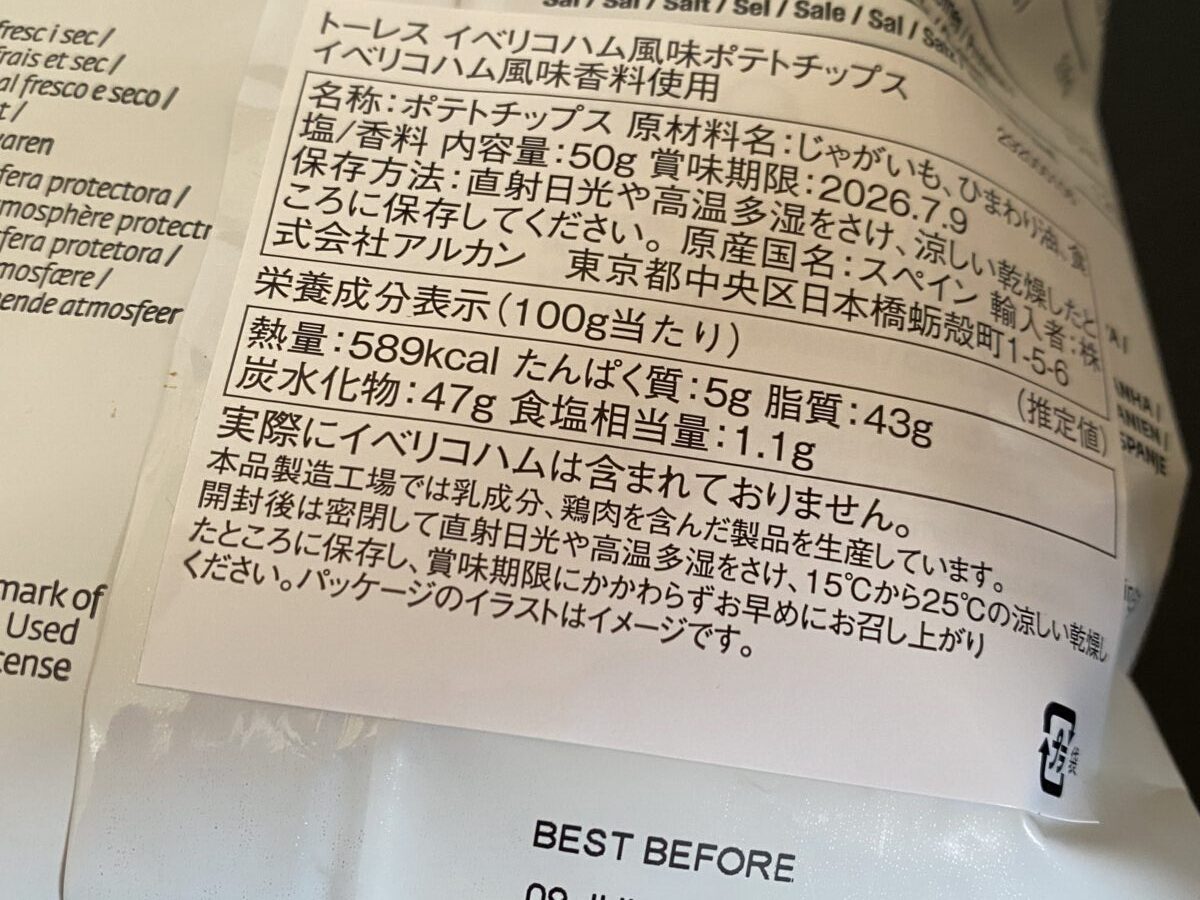 Sal / Sal / Salt / Sel / Sale / Sal /
fresc i sec /
frais et sec /
al fresco e seco /
t /
waren
sfera protectora /
tmosphère protectr
sfera protetora /
mosfære /
ende atmosfeer
mark of
Used
cense
トーレス イベリコハム風味ポテトチップス
イベリコハム風味香料使用
名称:ポテトチップス 原材料名:じゃがいも、ひまわり油、食
塩/香料 内容量:50g 賞味期限:2026.7.9
保存方法:直射日光や高温多湿をさけ、涼しい乾燥したと
ころに保存してください。原産国名:スペイン 輸入者:株
式会社アルカン 東京都中央区日本橋蛎殻町1-5-6
栄養成分表示(100g当たり) (推定値)
熱量:589kcal たんぱく質:5g 脂質:43g
炭水化物:47g 食塩相当量:1.1g
実際にイベリコハムは含まれておりません。
本品製造工場では乳成分、鶏肉を含んだ製品を生産しています。
開封後は密閉して直射日光や高温多湿をさけ、15℃から25℃の涼しい乾燥し
たところに保存し、賞味期限にかかわらずお早めにお召し上がり
ください。パッケージのイラストはイメージです。
プラ
NHA /
ANIEN /
SPANJE
BEST BEFORE